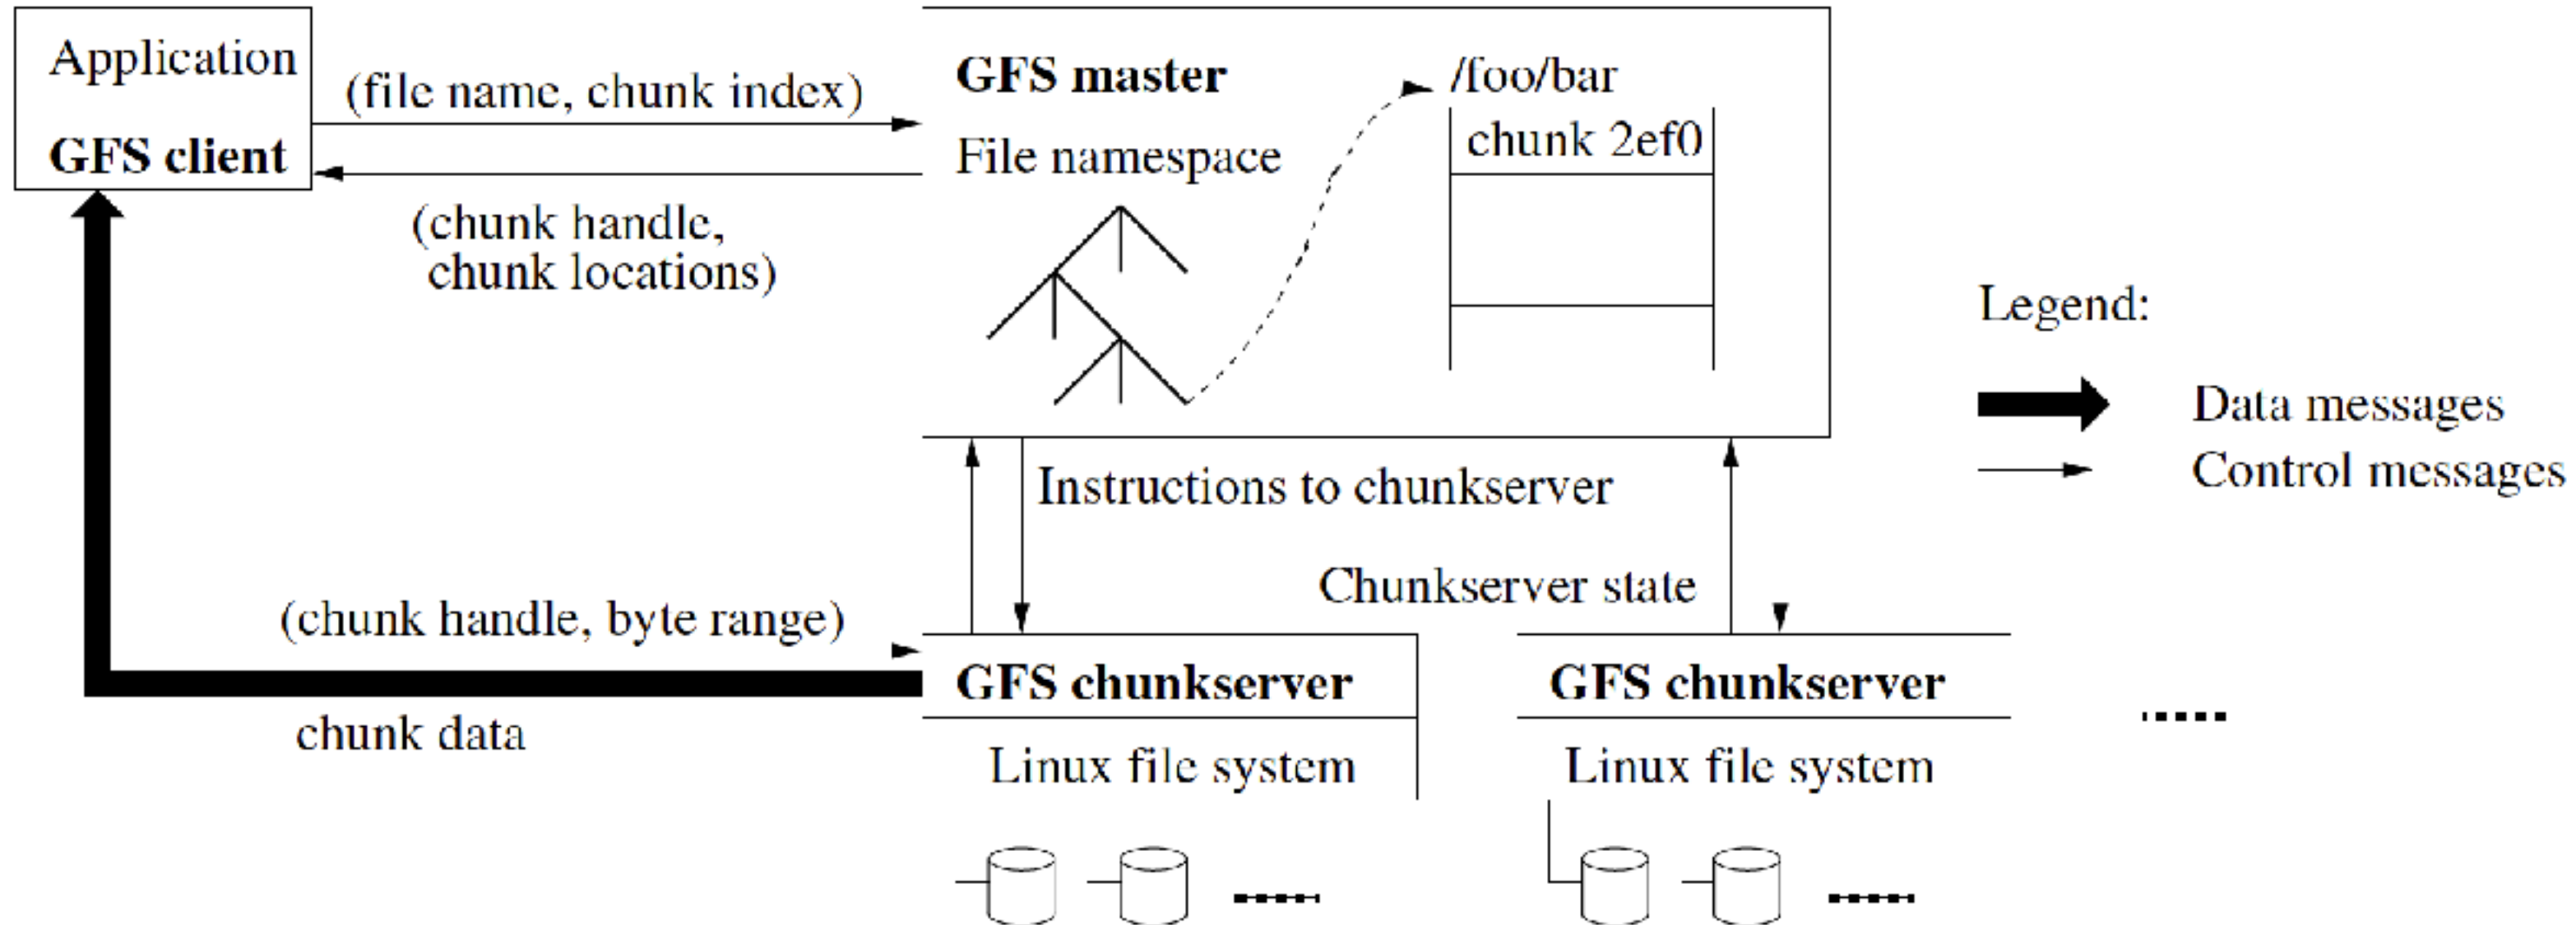 Application
GFS client
(file name, chunk index)
(chunk handle,
chunk locations)
GFS master
File namespace
/foo/bar
chunk 2ef0
Legend:
Data messages
Control messages
Instructions to chunkserver
Chunkserver state
(chunk handle, byte range)
chunk data
GFS chunkserver
Linux file system
GFS chunkserver
Linux file system